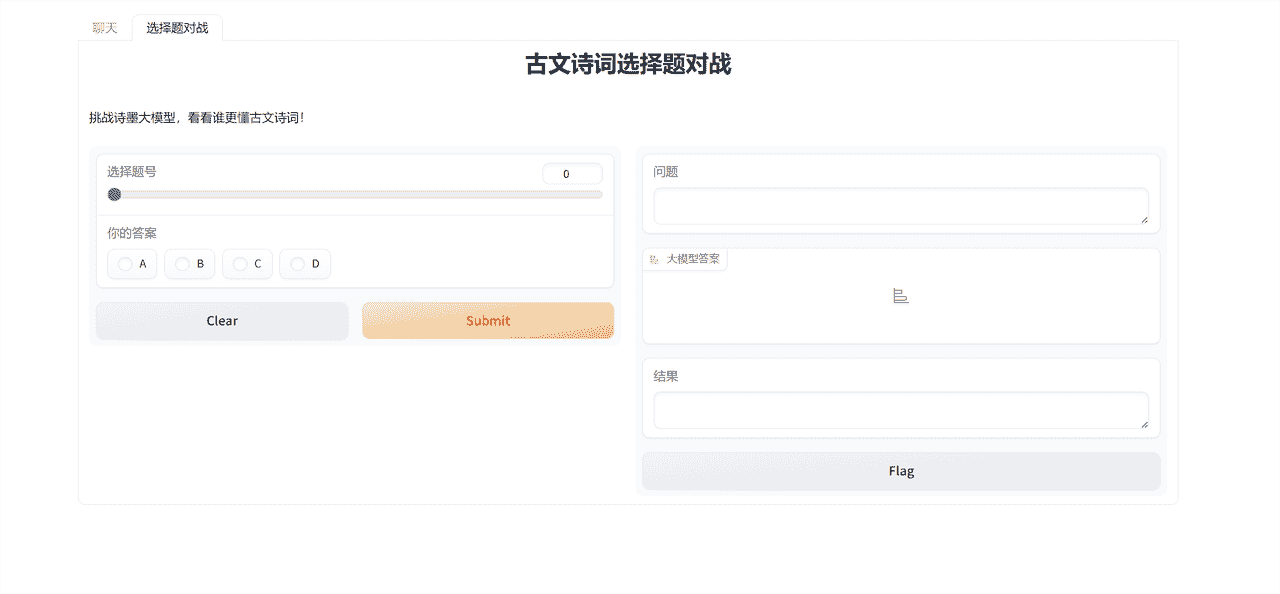 聊天 选择题对战
古文诗词选择题对战
挑战诗墨大模型，看看谁更懂古文诗词！
选择题号 0
你的答案
A B C D
Clear Submit
问题
大模型答案
结果
Flag